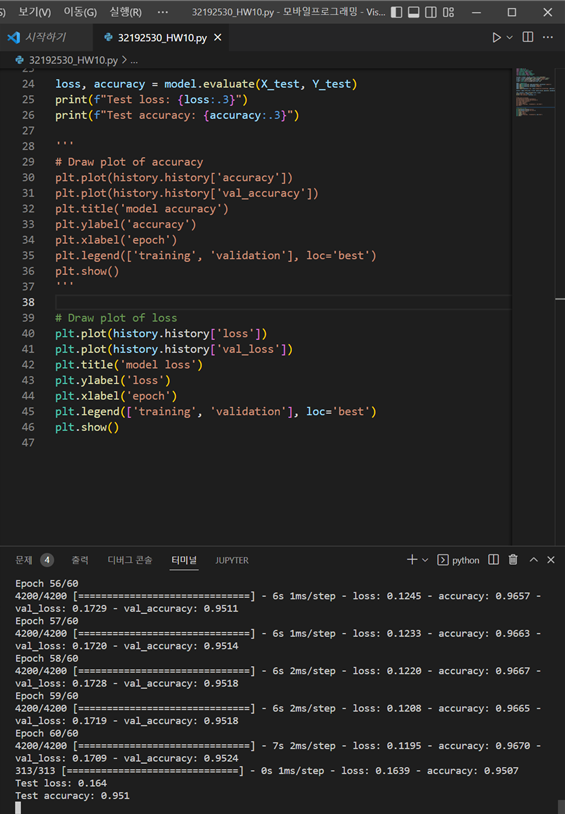 S) 보기(V) 이동(G) 실행(R) ··· 32192530_HW10.py - 모바일프로그래밍 - Vis...
시작하기 32192530_HW10.py
32192530_HW10.py > ...
23
24 loss, accuracy = model.evaluate(X_test, Y_test)
25 print(f"Test loss: {loss:.3}")
26 print(f"Test accuracy: {accuracy:.3}")
27
28 '''
29 # Draw plot of accuracy
30 plt.plot(history.history['accuracy'])
31 plt.plot(history.history['val_accuracy'])
32 plt.title('model accuracy')
33 plt.ylabel('accuracy')
34 plt.xlabel('epoch')
35 plt.legend(['training', 'validation'], loc='best')
36 plt.show()
37 '''
38
39 # Draw plot of loss
40 plt.plot(history.history['loss'])
41 plt.plot(history.history['val_loss'])
42 plt.title('model loss')
43 plt.ylabel('loss')
44 plt.xlabel('epoch')
45 plt.legend(['training', 'validation'], loc='best')
46 plt.show()
47
문제 4 출력 디버그 콘솔 터미널 JUPYTER python
Epoch 56/60
4200/4200 [==============================] - 6s 1ms/step - loss: 0.1245 - accuracy: 0.9657 -
val_loss: 0.1729 - val_accuracy: 0.9511
Epoch 57/60
4200/4200 [==============================] - 6s 1ms/step - loss: 0.1233 - accuracy: 0.9663 -
val_loss: 0.1720 - val_accuracy: 0.9514
Epoch 58/60
4200/4200 [==============================] - 6s 2ms/step - loss: 0.1220 - accuracy: 0.9667 -
val_loss: 0.1728 - val_accuracy: 0.9518
Epoch 59/60
4200/4200 [==============================] - 6s 2ms/step - loss: 0.1208 - accuracy: 0.9665 -
val_loss: 0.1719 - val_accuracy: 0.9518
Epoch 60/60
4200/4200 [==============================] - 7s 2ms/step - loss: 0.1195 - accuracy: 0.9670 -
val_loss: 0.1709 - val_accuracy: 0.9524
313/313 [==============================] - 0s 1ms/step - loss: 0.1639 - accuracy: 0.9507
Test loss: 0.164
Test accuracy: 0.951